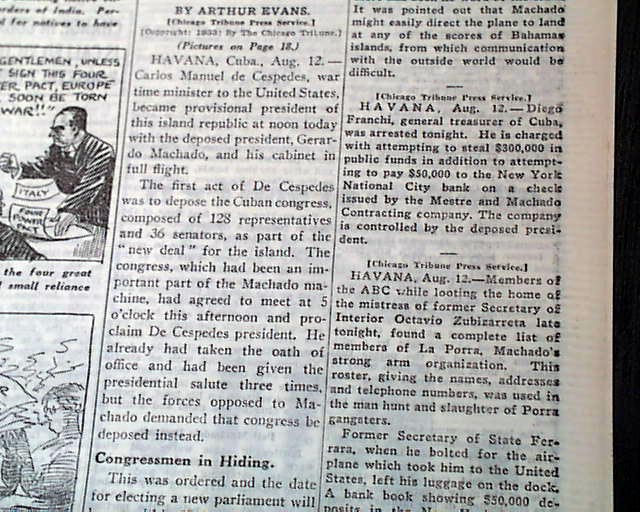 rders of India. Per-
d for natives to have
GENTLEMEN, UNLESS
SIGN THIS FOUR
ER PACT, EUROPE
SOON BE TORN
WAR!!"
ITALY
FOUR
POWER
PACT
the four great
small reliance
BY ARTHUR EVANS.
[Chicago Tribune Press Service.]
[Copyright: 1933: By The Chicago Tribune.]
(Pictures on Page 18.)
HAVANA, Cuba, Aug. 12.—
Carlos Manuel de Cespedes, war
time minister to the United States,
became provisional president of
this island republic at noon today
with the deposed president, Gerar-
do Machado, and his cabinet in
full flight.
The first act of De Cespedes
was to depose the Cuban congress,
composed of 128 representatives
and 36 senators, as part of the
"new deal" for the island. The
congress, which had been an im-
portant part of the Machado ma-
chine, had agreed to meet at 5
o'clock this afternoon and pro-
claim De Cespedes president. He
already had taken the oath of
office and had been given the
presidential salute three times,
but the forces opposed to Ma-
chado demanded that congress be
deposed instead.
Congressmen in Hiding.
This was ordered and the date
for electing a new parliament will
It was pointed out that Machado
might easily direct the plane to land
at any of the scores of Bahaman
islands, from which communication
with the outside world would be
difficult.
[Chicago Tribune Press Service.]
HAVANA, Aug. 12.—Diego
Franchi, general treasurer of Cuba,
was arrested tonight. He is charged
with attempting to steal $300,000 in
public funds in addition to attempt-
ing to pay $50,000 to the New York
National City bank on a check
issued by the Mestre and Machado
Contracting company. The company
is controlled by the deposed presi-
dent.
[Chicago Tribune Press Service.]
HAVANA, Aug. 12.—Members of
the ABC while looting the home of
the mistress of former Secretary of
Interior Octavio Zubizarreta late
tonight, found a complete list of
members of La Porra, Machado's
strong arm organization. This
roster, giving the names, addresses
and telephone numbers, was used in
the man hunt and slaughter of Porra
gangsters.
Former Secretary of State Fer-
rara, when he bolted for the air-
plane which took him to the United
States, left his luggage on the dock.
A bank book showing $50,000 de-